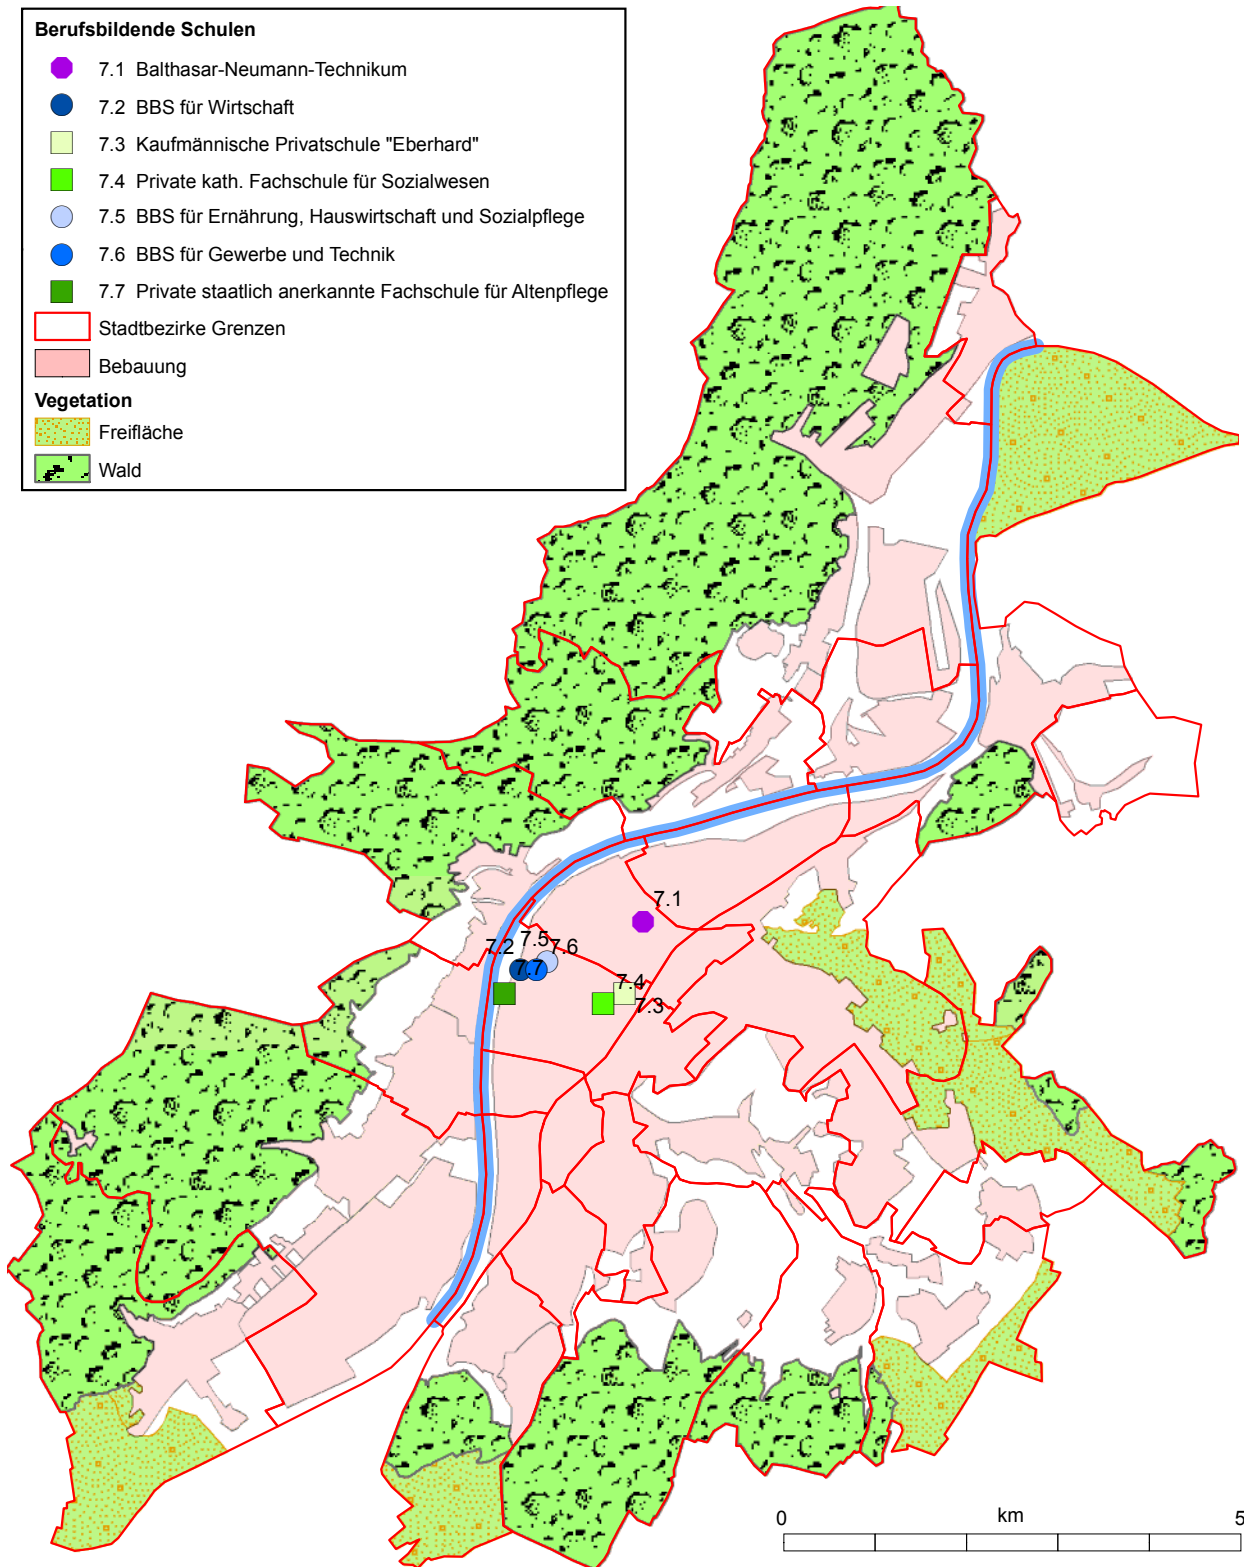 Berufsbildende Schulen
7.1 Balthasar-Neumann-Technikum
7.2 BBS für Wirtschaft
7.3 Kaufmännische Privatschule "Eberhard"
7.4 Private kath. Fachschule für Sozialwesen
7.5 BBS für Ernährung, Hauswirtschaft und Sozialpflege
7.6 BBS für Gewerbe und Technik
7.7 Private staatlich anerkannte Fachschule für Altenpflege
Stadtbezirke Grenzen
Bebauung
Vegetation
Freifläche
Wald
7.1
7.2 7.5 7.6
7.7
7.4
7.3
km
0 5